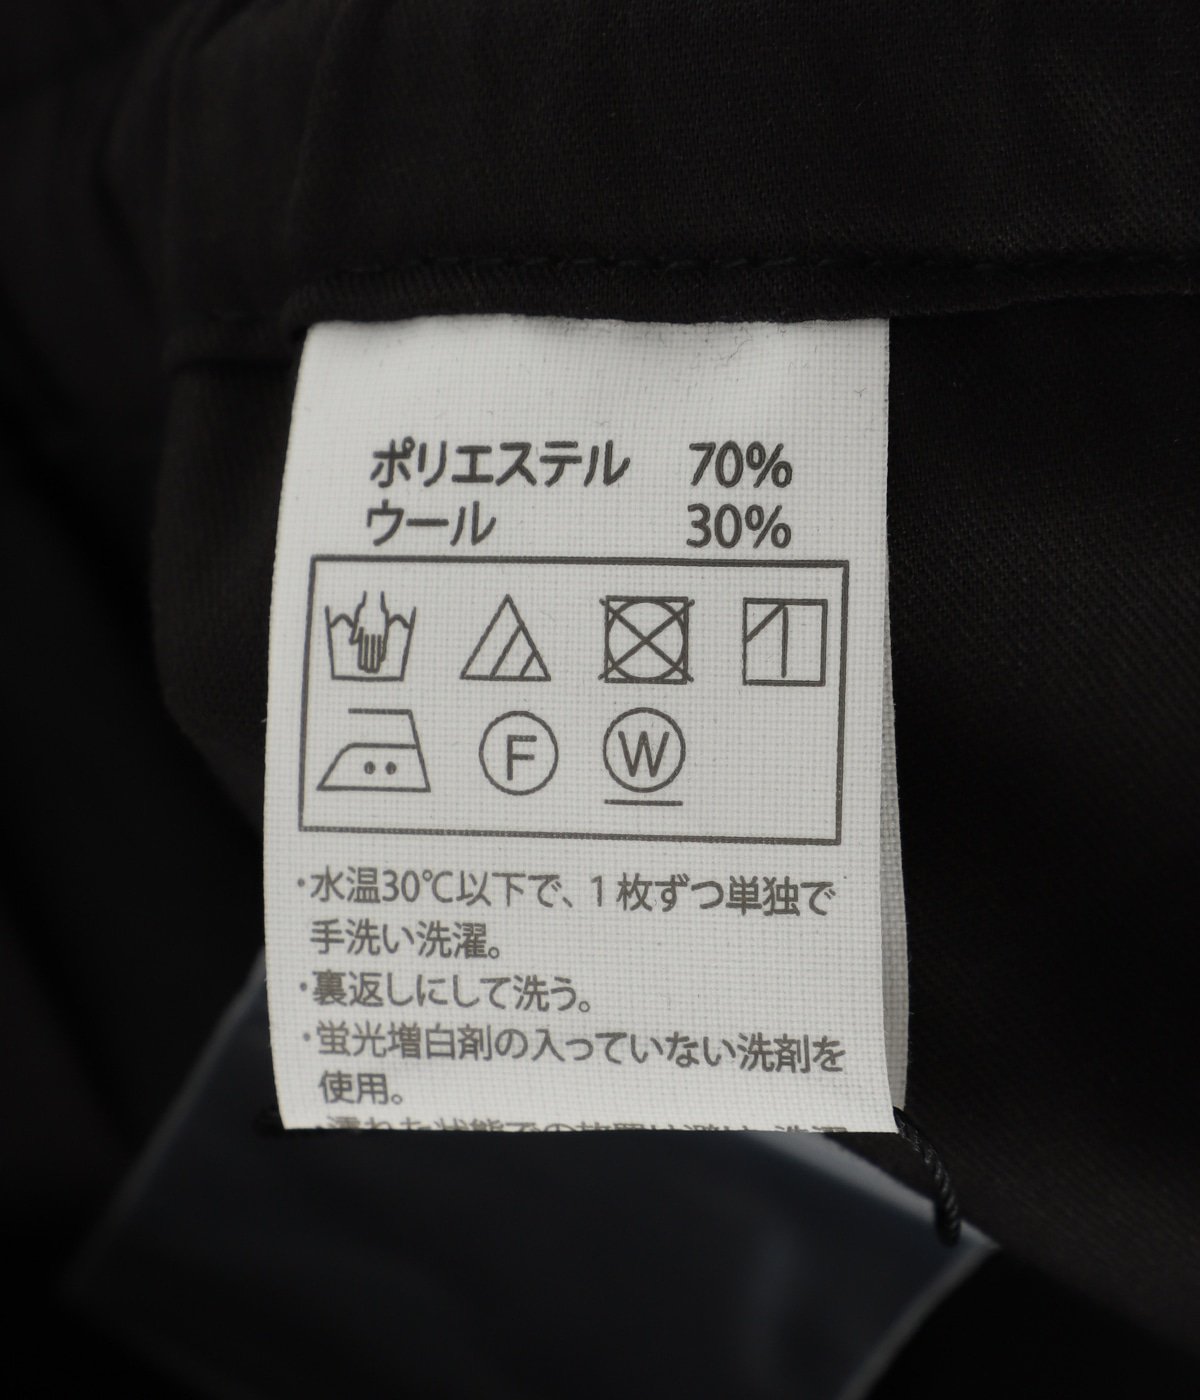 ポリエステル 70%
ウール 30%
F W
・水温30℃以下で、1枚ずつ単独で
手洗い洗濯。
・裏返しにして洗う。
・蛍光増白剤の入っていない洗剤を
使用。